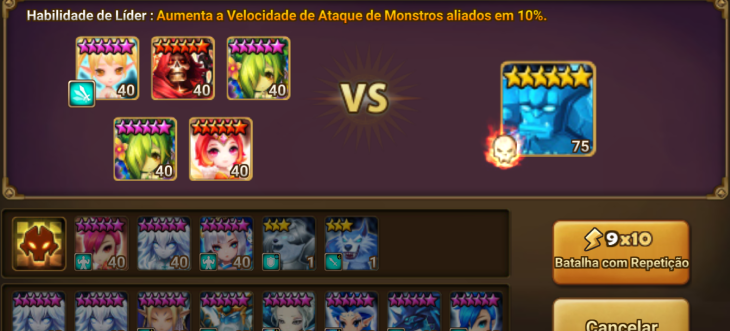 Habilidade de Líder : Aumenta a Velocidade de Ataque de Monstros aliados em 10%.
40 40 40
VS
75
40 40
40 40 40 1 1
9x10
Batalha com Repetição
Cancelar